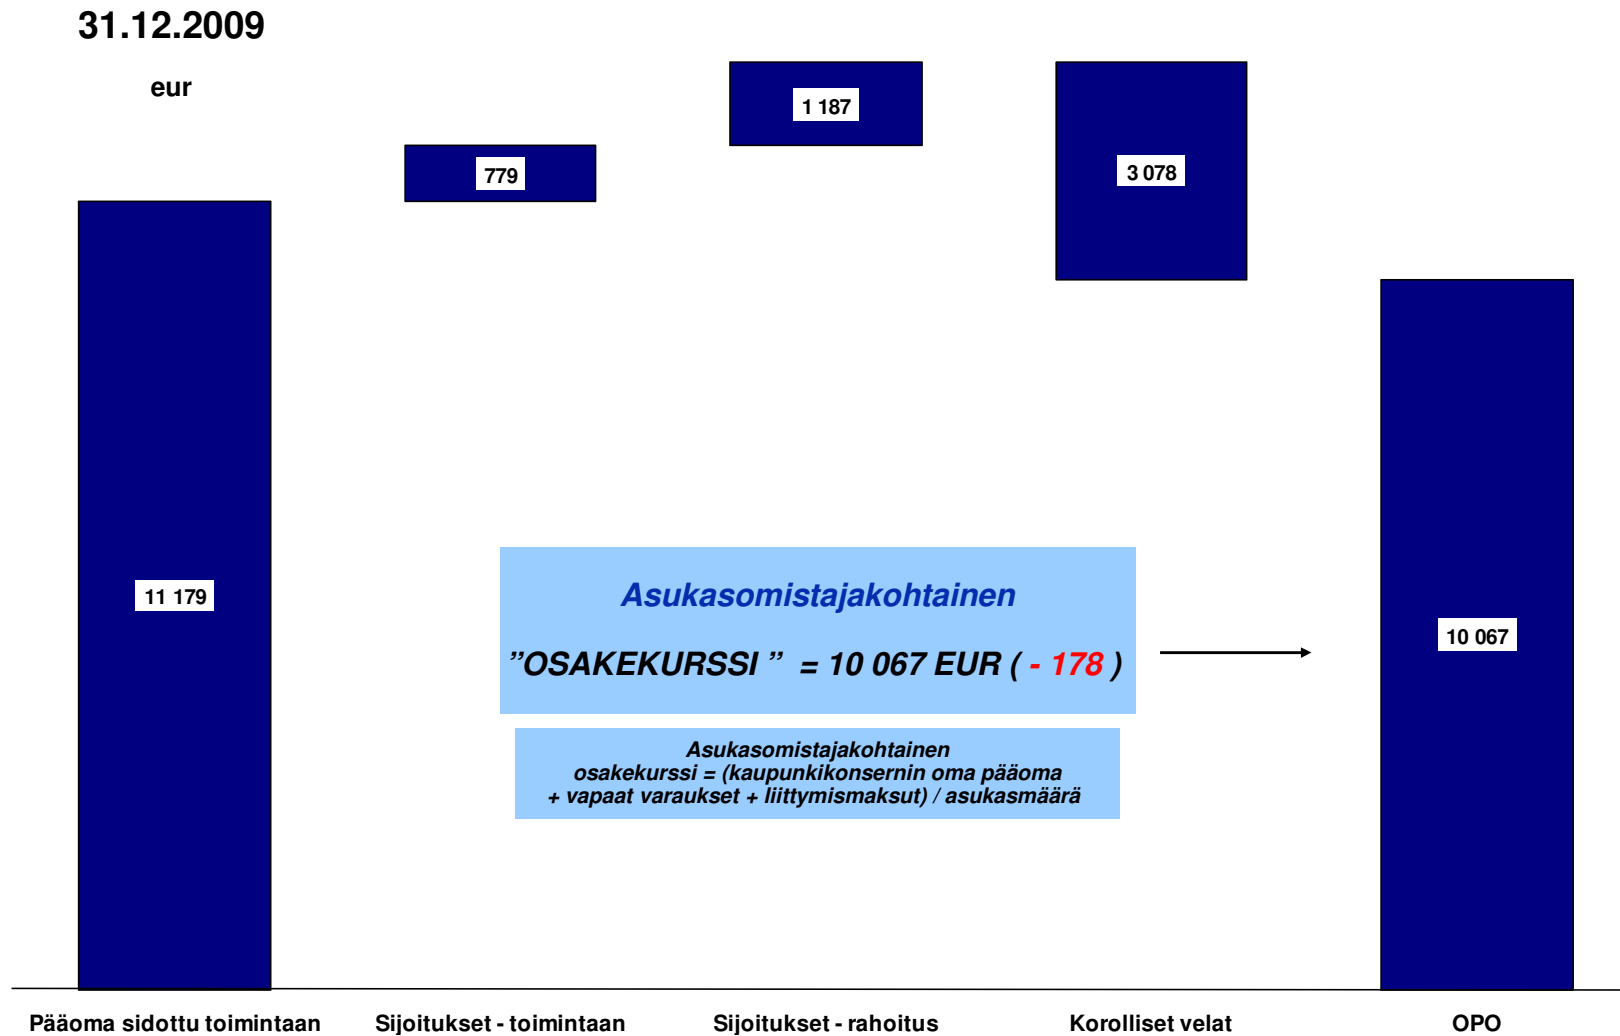 31.12.2009
eur
1 187
779
3 078
11 179
10 067
Asukasomistajakohtainen
”OSAKEKURSSI ” = 10 067 EUR ( - 178 )
Asukasomistajakohtainen
osakekurssi = (kaupunkikonsernin oma pääoma
+ vapaat varaukset + liittymismaksut) / asukasmäärä
Pääoma sidottu toimintaan
Sijoitukset - toimintaan
Sijoitukset - rahoitus
Korolliset velat
OPO